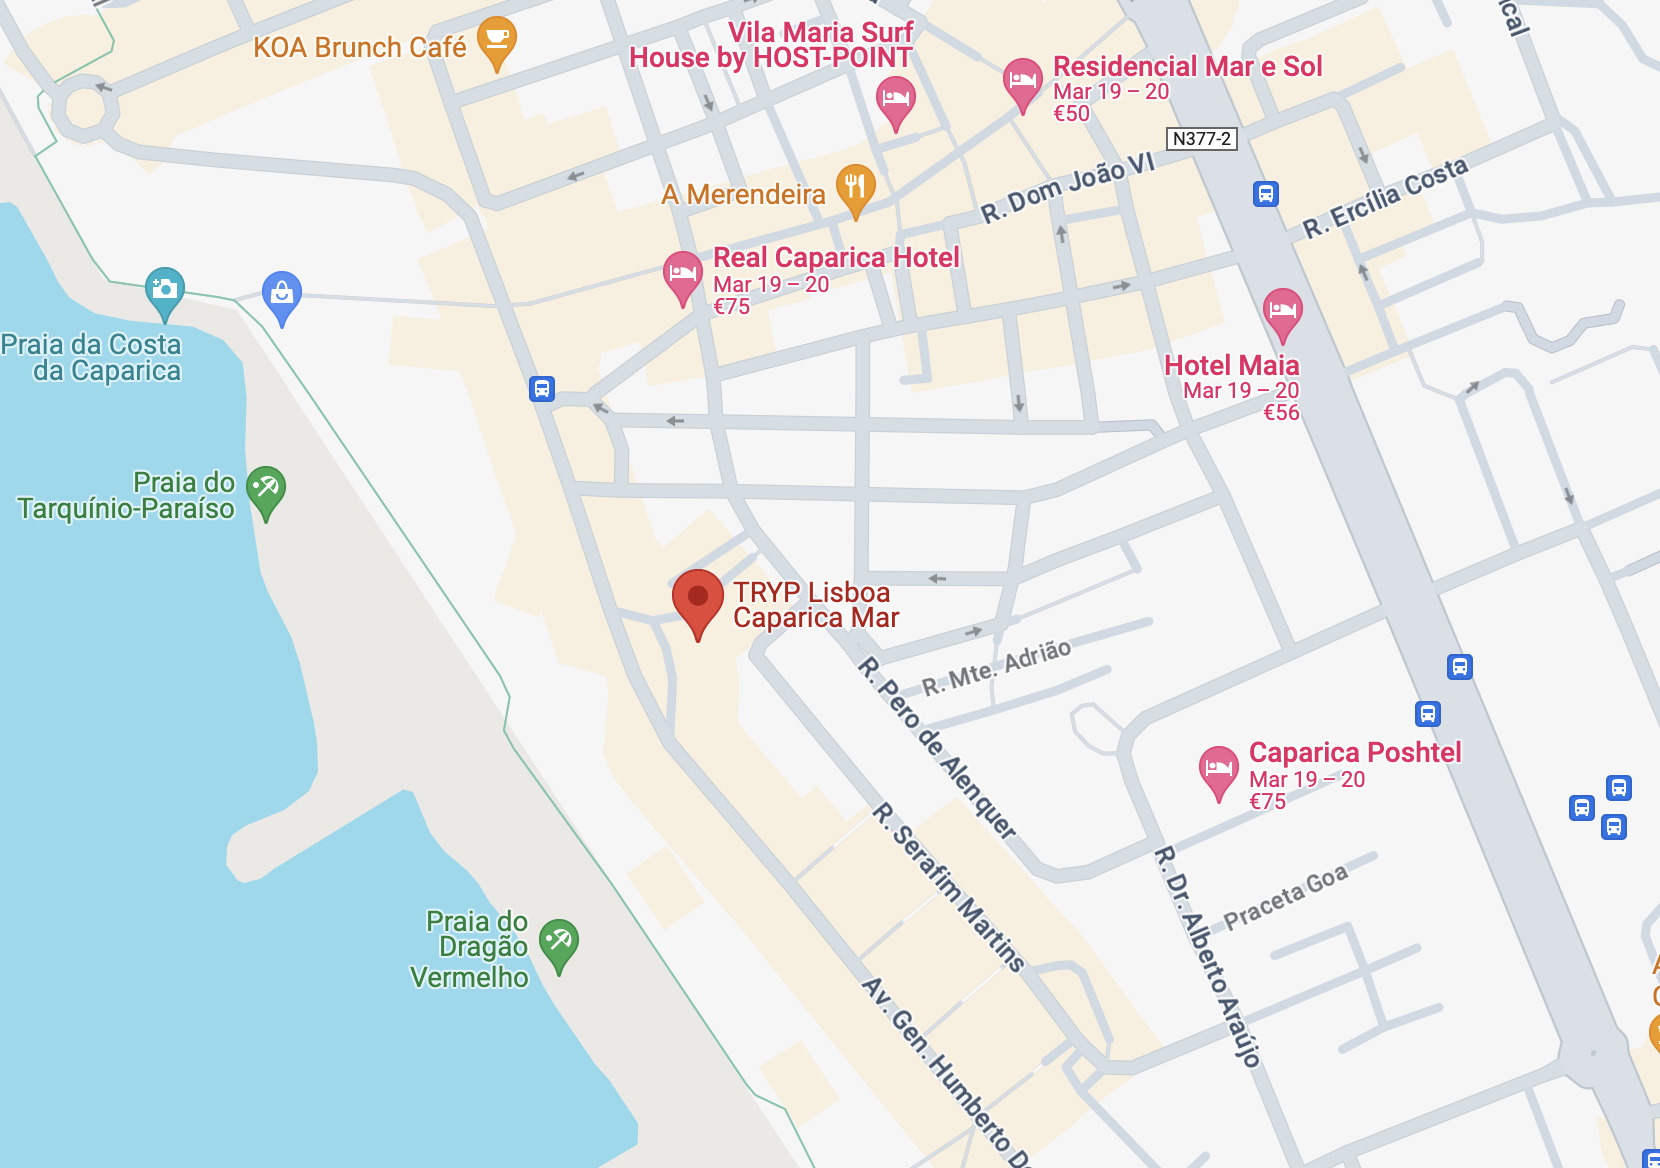 ical
Vila Maria Surf
House by HOST-POINT
KOA Brunch Café
Residencial Mar e Sol
Mar 19 – 20
€50
N377-2
A Merendeira
R. Dom João VI
R. Ercília Costa
Real Caparica Hotel
Mar 19 – 20
€75
Praia da Costa
da Caparica
Hotel Maia
Mar 19 – 20
€56
Praia do
Tarquínio-Paraíso
TRYP Lisboa
Caparica Mar
R. Mte. Adrião
R. Pero de Alenquer
Caparica Poshtel
Mar 19 – 20
€75
R. Serafim Martins
R. Dr. Alberto Araújo
Praceta Goa
Praia do
Dragão
Vermelho
Av. Gen. Humberto De